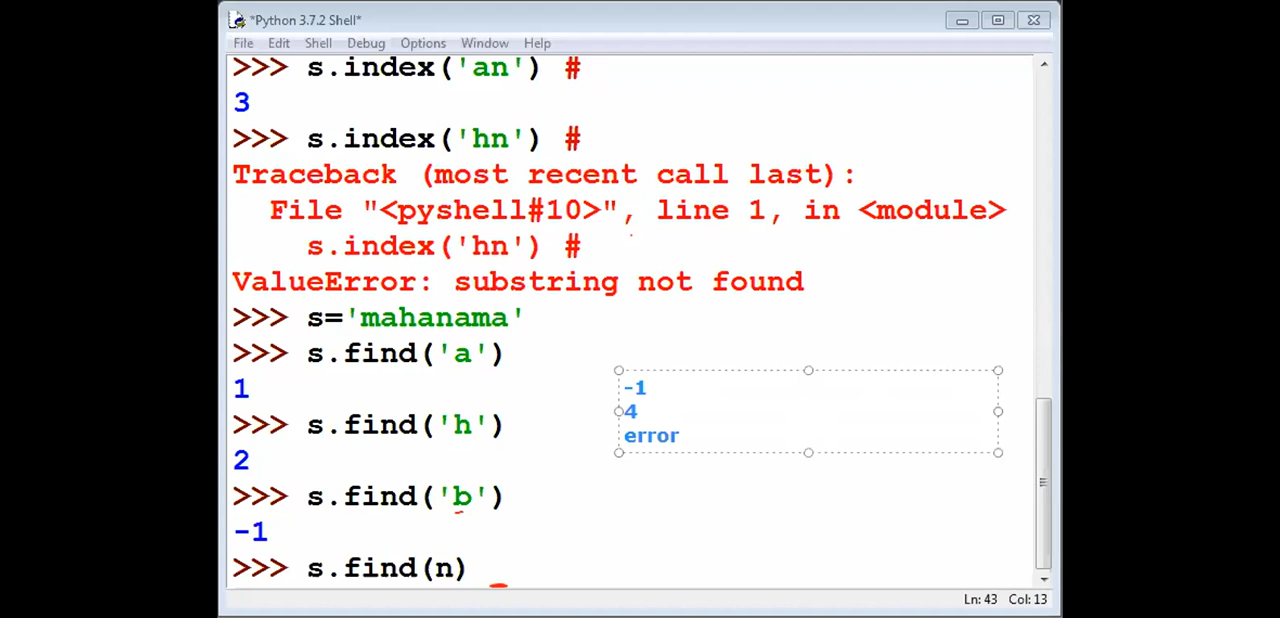 *Python 3.7.2 Shell*
File Edit Shell Debug Options Window Help
>>> s.index('an') #
3
>>> s.index('hn') #
Traceback (most recent call last):
  File "<pyshell#10>", line 1, in <module>
    s.index('hn') #
ValueError: substring not found
>>> s='mahanama'
>>> s.find('a')
1
>>> s.find('h')
2
>>> s.find('b')
-1
>>> s.find(n)
-1
4
error
Ln: 43 Col: 13